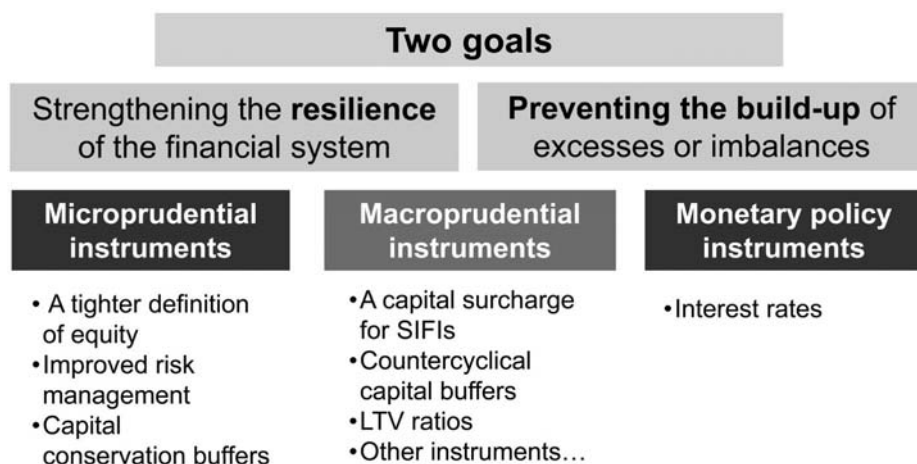 Two goals
Strengthening the resilience
of the financial system
Preventing the build-up of
excesses or imbalances
Microprudential
instruments
• A tighter definition
of equity
•Improved risk
management
•Capital
conservation buffers
Macroprudential
instruments
•A capital surcharge
for SIFIs
•Countercyclical
capital buffers
•LTV ratios
•Other instruments…
Monetary policy
instruments
•Interest rates